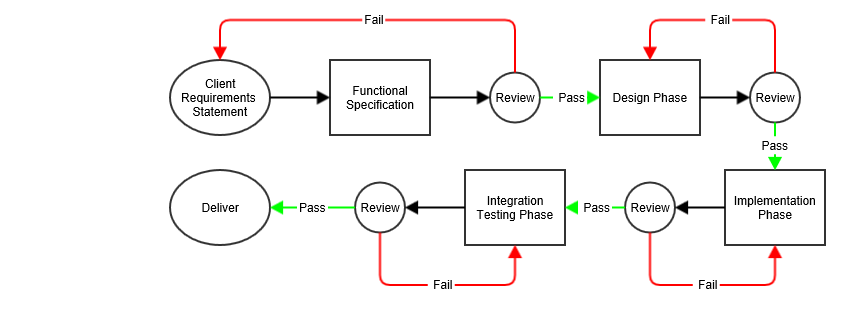 Fail
Fail
Client
Requirements
Statement
Functional
Specification
Review
Pass
Design Phase
Review
Pass
Deliver
Pass
Review
Integration
Testing Phase
Pass
Review
Implementation
Phase
Fail
Fail